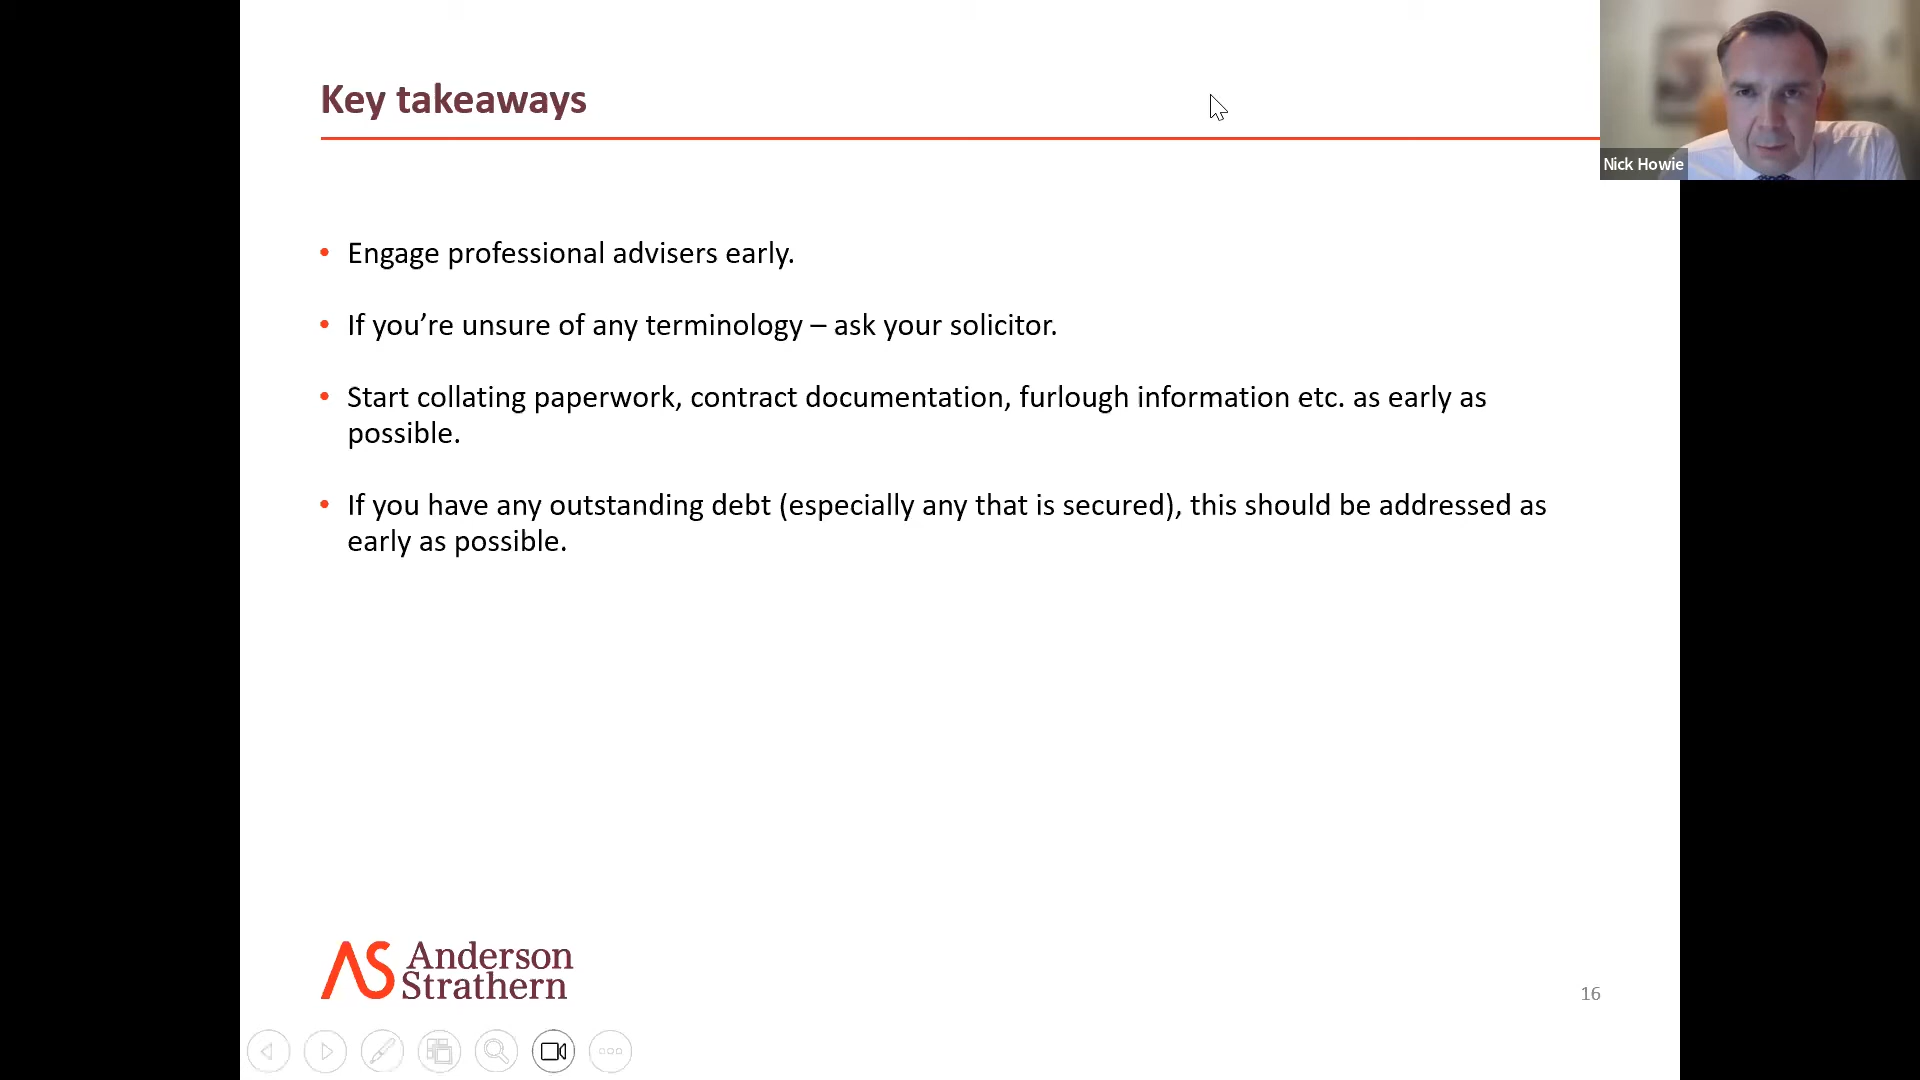 Key takeaways
Nick Howie
• Engage professional advisers early.
• If you’re unsure of any terminology – ask your solicitor.
• Start collating paperwork, contract documentation, furlough information etc. as early as
possible.
• If you have any outstanding debt (especially any that is secured), this should be addressed as
early as possible.
AS Anderson
Strathern
16